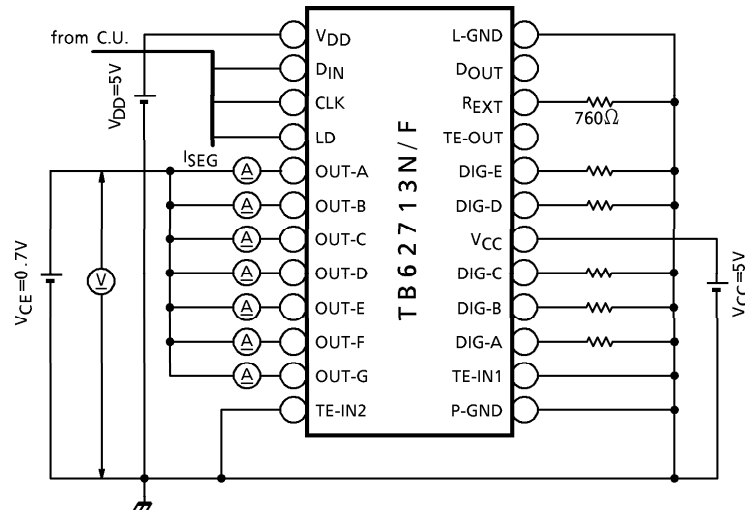 from C.U.
VDD=5V
ISEG
VCE=0.7V
V
A
A
A
A
A
A
A
VDD
DIN
CLK
LD
OUT-A
OUT-B
OUT-C
OUT-D
OUT-E
OUT-F
OUT-G
TE-IN2
TB62713N/F
L-GND
DOUT
REXT
TE-OUT
DIG-E
DIG-D
VCC
DIG-C
DIG-B
DIG-A
TE-IN1
P-GND
760Ω
VCC=5V